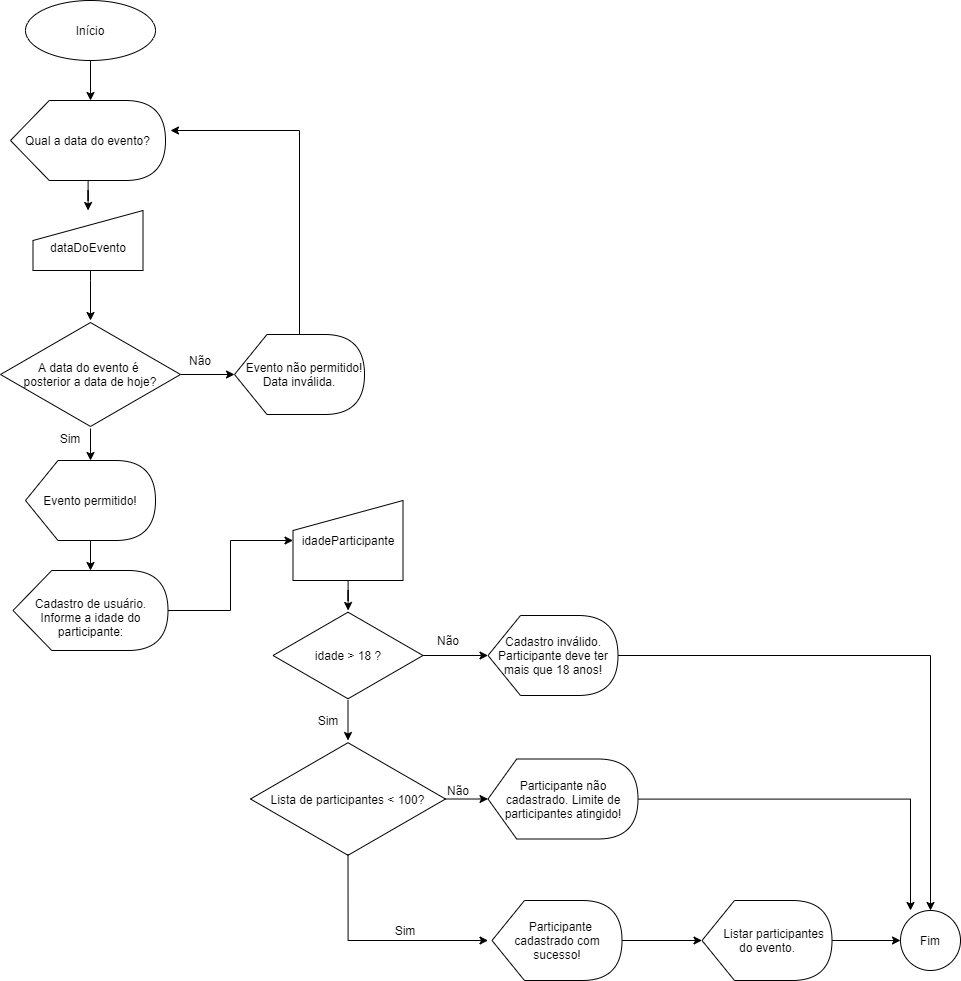 Início
Qual a data do evento?
dataDoEvento
A data do evento é
posterior a data de hoje?
Não
Evento não permitido!
Data inválida.
Sim
Evento permitido!
Cadastro de usuário.
Informe a idade do
participante:
idadeParticipante
idade > 18 ?
Não
Cadastro inválido.
Participante deve ter
mais que 18 anos!
Sim
Lista de participantes < 100?
Não
Participante não
cadastrado. Limite de
participantes atingido!
Sim
Participante
cadastrado com
sucesso!
Listar participantes
do evento.
Fim